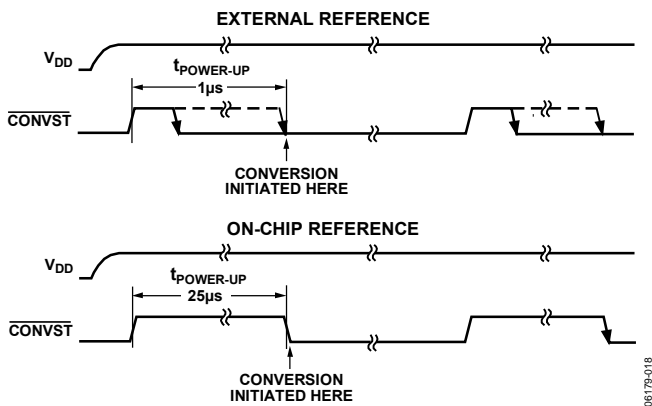 EXTERNAL REFERENCE
VDD
tPOWER-UP
1µs
CONVST
CONVERSION
INITIATED HERE
ON-CHIP REFERENCE
VDD
tPOWER-UP
25µs
CONVST
CONVERSION
INITIATED HERE
06179-018